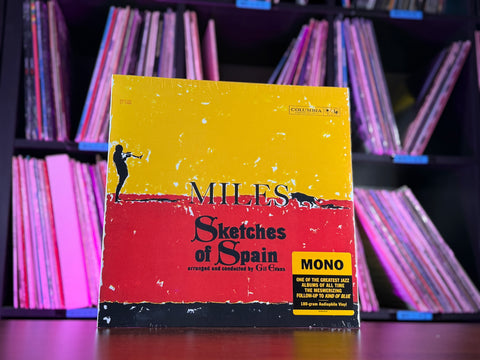 COLUMBIA
MILES
Sketches
of Spain
arranged and conducted by Gil Evans
MONO
ONE OF THE GREATEST JAZZ
ALBUMS OF ALL TIME
THE MESMERIZING
FOLLOW-UP TO KIND OF BLUE
180-gram Audiophile Vinyl